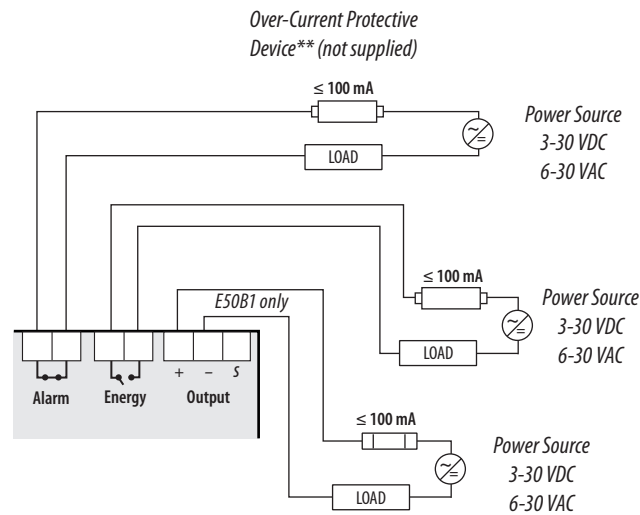 Over-Current Protective
Device** (not supplied)
≤ 100 mA
LOAD
Power Source
3-30 VDC
6-30 VAC
≤ 100 mA
LOAD
Power Source
3-30 VDC
6-30 VAC
E50B1 only
+ – S
Alarm Energy Output
≤ 100 mA
LOAD
Power Source
3-30 VDC
6-30 VAC